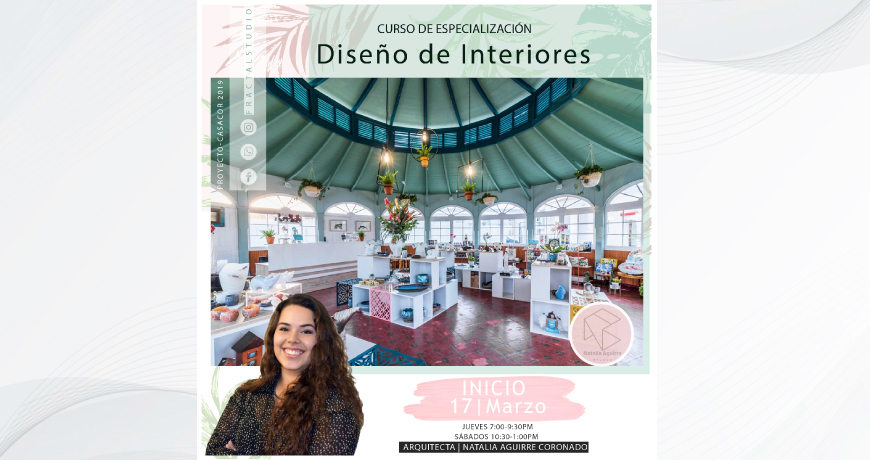 CURSO DE ESPECIALIZACIÓN
Diseño de Interiores
FRACTALSTUDIO
PROYECTO-CASACOR 2019
Natalia Aguirre
INICIO
17|Marzo
JUEVES 7:00-9:30PM
SÁBADOS 10:30-1:00PM
ARQUITECTA | NATALIA AGUIRRE CORONADO